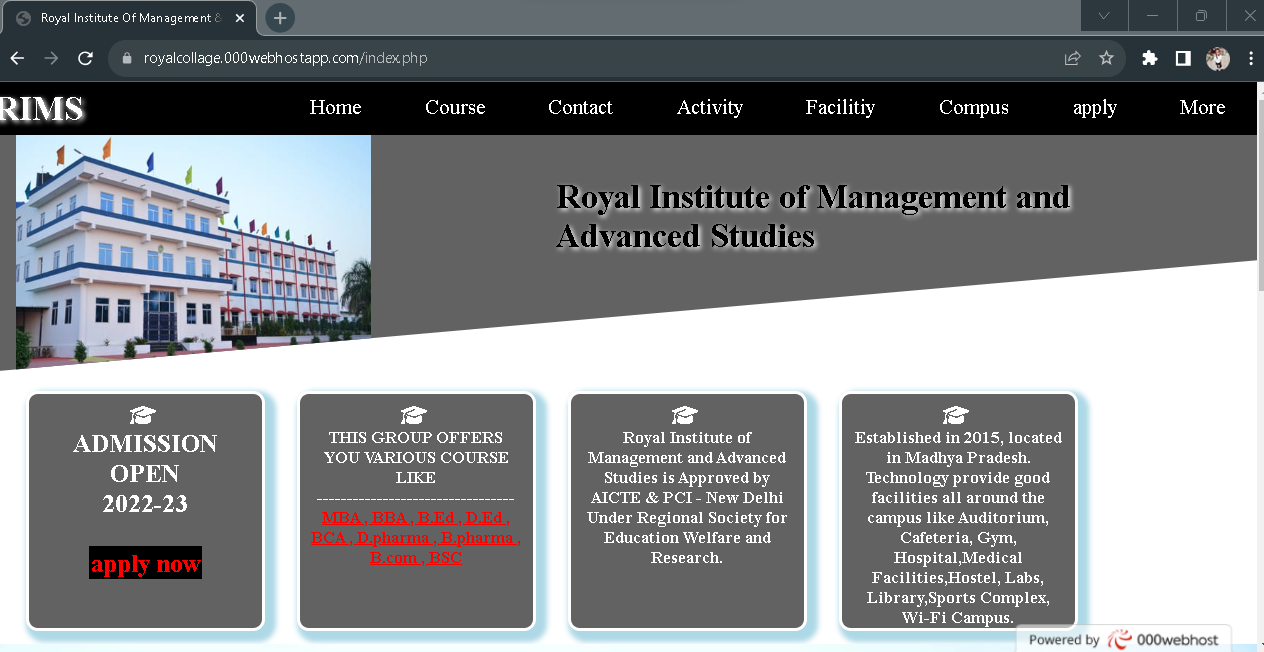 Royal Institute Of Management &
royalcollage.000webhostapp.com/index.php
RIMS
Home Course Contact Activity Facilitiy Compus apply More
Royal Institute of Management and
Advanced Studies
ADMISSION
OPEN
2022-23
apply now
THIS GROUP OFFERS
YOU VARIOUS COURSE
LIKE
---------------------------------
MBA , BBA , B.Ed , D.Ed ,
BCA , D.pharma , B.pharma ,
B.com , BSC
Royal Institute of
Management and Advanced
Studies is Approved by
AICTE & PCI - New Delhi
Under Regional Society for
Education Welfare and
Research.
Established in 2015, located
in Madhya Pradesh.
Technology provide good
facilities all around the
campus like Auditorium,
Cafeteria, Gym,
Hospital,Medical
Facilities,Hostel, Labs,
Library,Sports Complex,
Wi-Fi Campus.
Powered by 000webhost